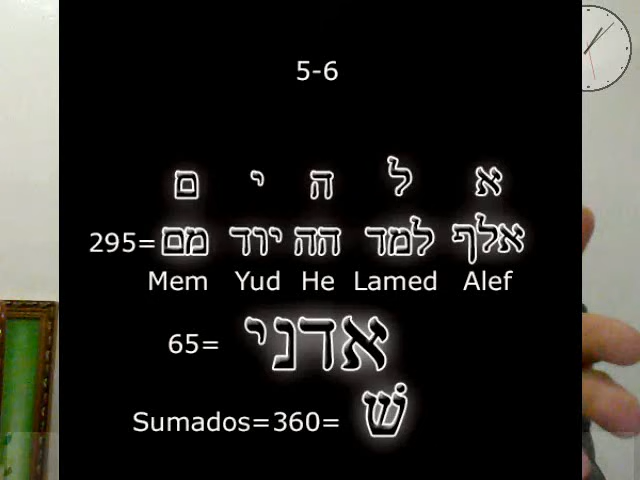 5-6
א ל ה י ם
295= אלף למד הה יוד מם
Mem Yud He Lamed Alef
65= אדני
Sumados=360= שׁ